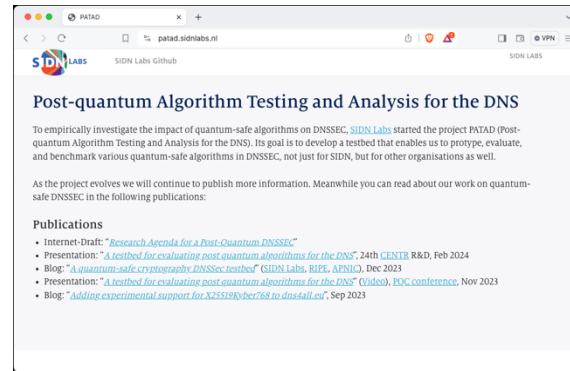 PATAD
patad.sidnlabs.nl
VPN
SIDN LABS
SIDN Labs Github
SIDN LABS
Post-quantum Algorithm Testing and Analysis for the DNS
To empirically investigate the impact of quantum-safe algorithms on DNSSEC, SIDN Labs started the project PATAD (Post-
quantum Algorithm Testing and Analysis for the DNS). Its goal is to develop a testbed that enables us to protype, evaluate,
and benchmark various quantum-safe algorithms in DNSSEC, not just for SIDN, but for other organisations as well.
As the project evolves we will continue to publish more information. Meanwhile you can read about our work on quantum-
safe DNSSEC in the following publications:
Publications
• Internet-Draft: "Research Agenda for a Post-Quantum DNSSEC"
• Presentation: "A testbed for evaluating post quantum algorithms for the DNS", 24th CENTR R&D, Feb 2024
• Blog: "A quantum-safe cryptography DNSSec testbed" (SIDN Labs, RIPE, APNIC), Dec 2023
• Presentation: "A testbed for evaluating post quantum algorithms for the DNS" (Video), PQC conference, Nov 2023
• Blog: "Adding experimental support for X25519Kyber768 to dns4all.eu", Sep 2023